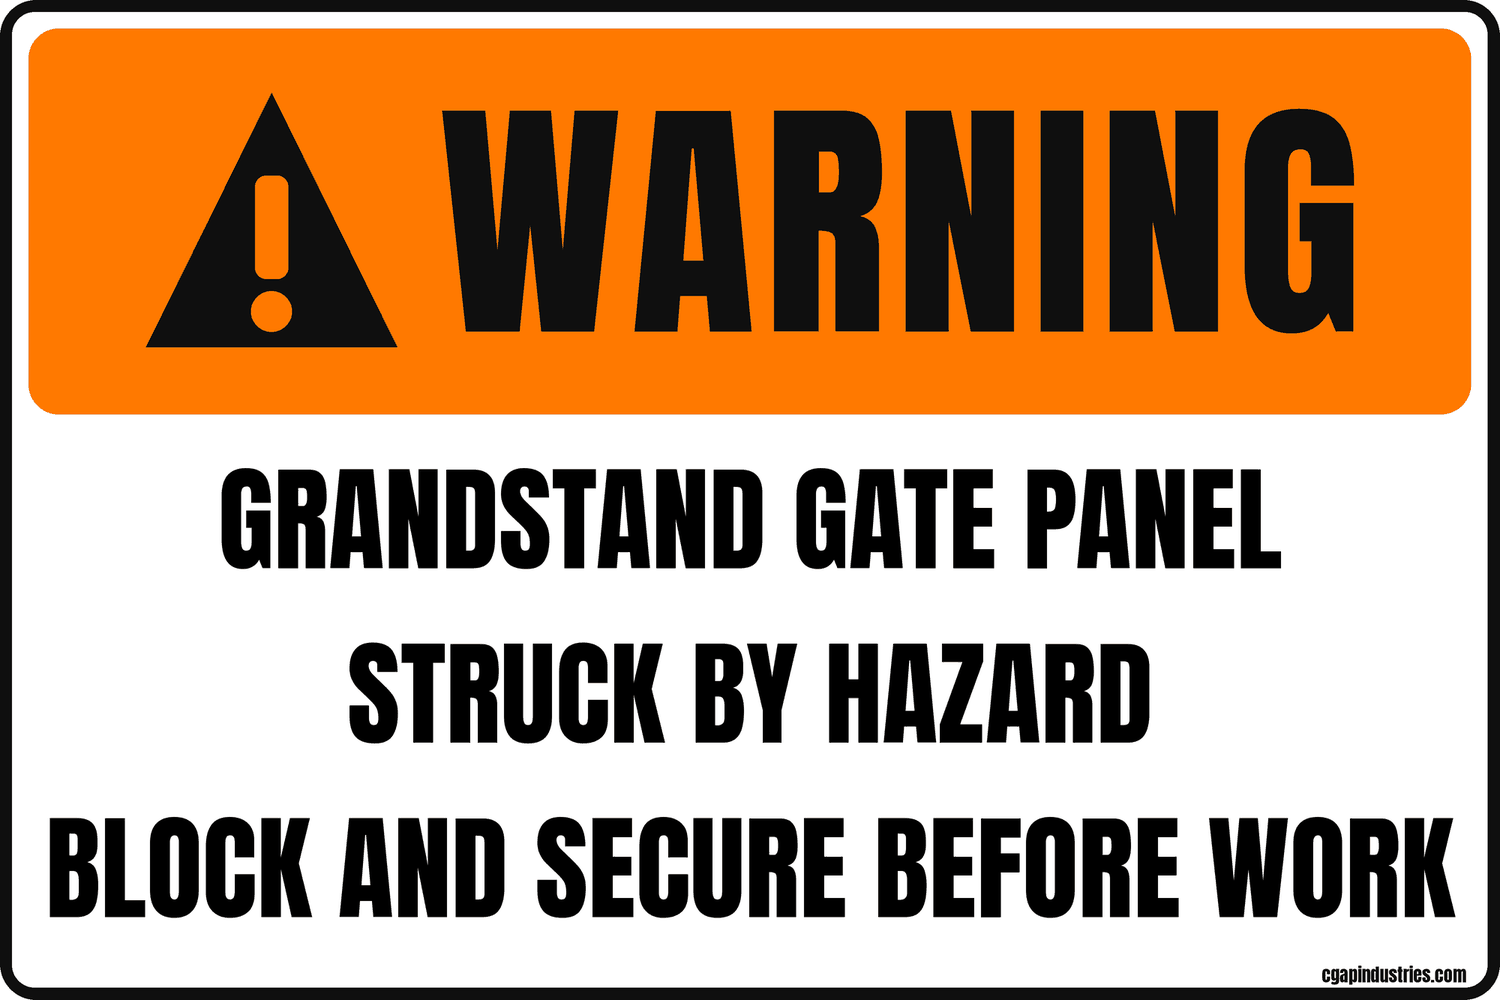 WARNING
GRANDSTAND GATE PANEL
STRUCK BY HAZARD
BLOCK AND SECURE BEFORE WORK
cgapindustries.com